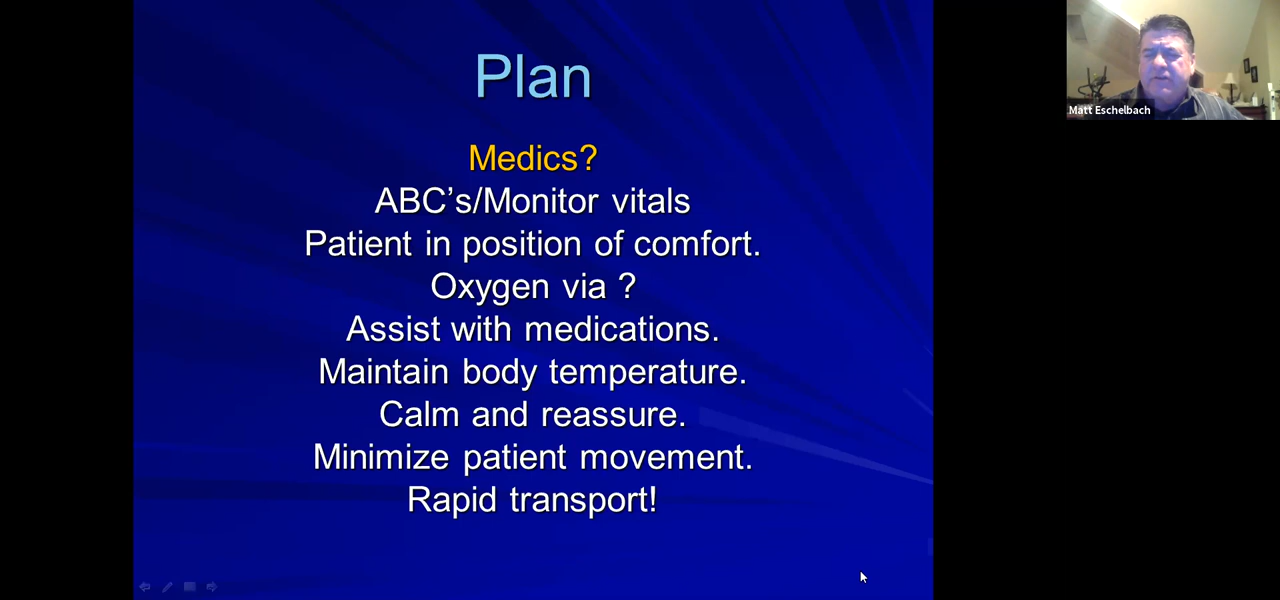 Plan
Medics?
ABC's/Monitor vitals
Patient in position of comfort.
Oxygen via ?
Assist with medications.
Maintain body temperature.
Calm and reassure.
Minimize patient movement.
Rapid transport!
Matt Eschelbach